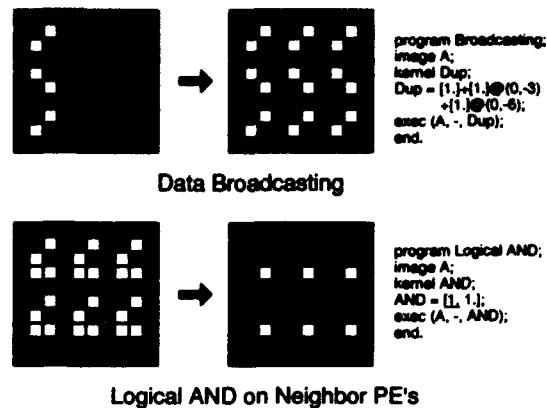 program Broadcasting;
image A;
kernel Dup;
Dup = [1.]+[1.]@(0,-3)
+[1.]@(0,-6);
exec (A, -, Dup);
end.
Data Broadcasting
program Logical AND;
image A;
kernel AND;
AND = [1, 1.];
exec (A, -, AND);
end.
Logical AND on Neighbor PE's